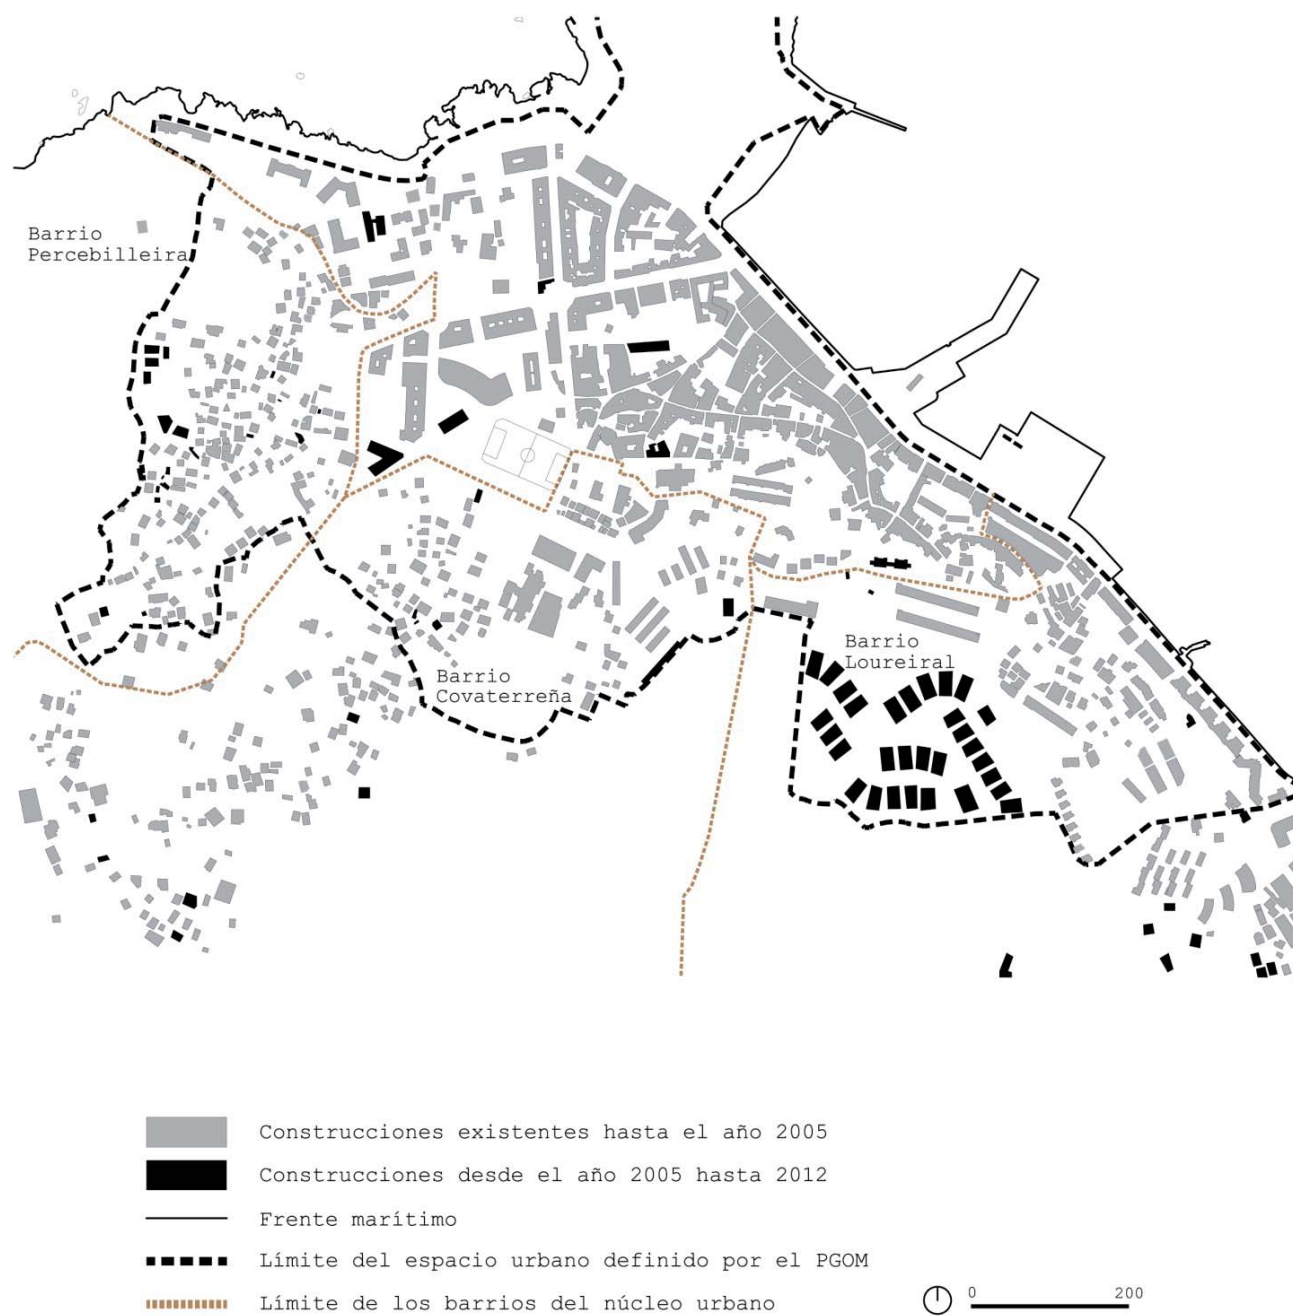 Barrio
Percebilleira
Barrio
Loureiral
Barrio
Covaterreña
Construcciones existentes hasta el año 2005
Construcciones desde el año 2005 hasta 2012
Frente marítimo
Límite del espacio urbano definido por el PGOM
Límite de los barrios del núcleo urbano
0 200